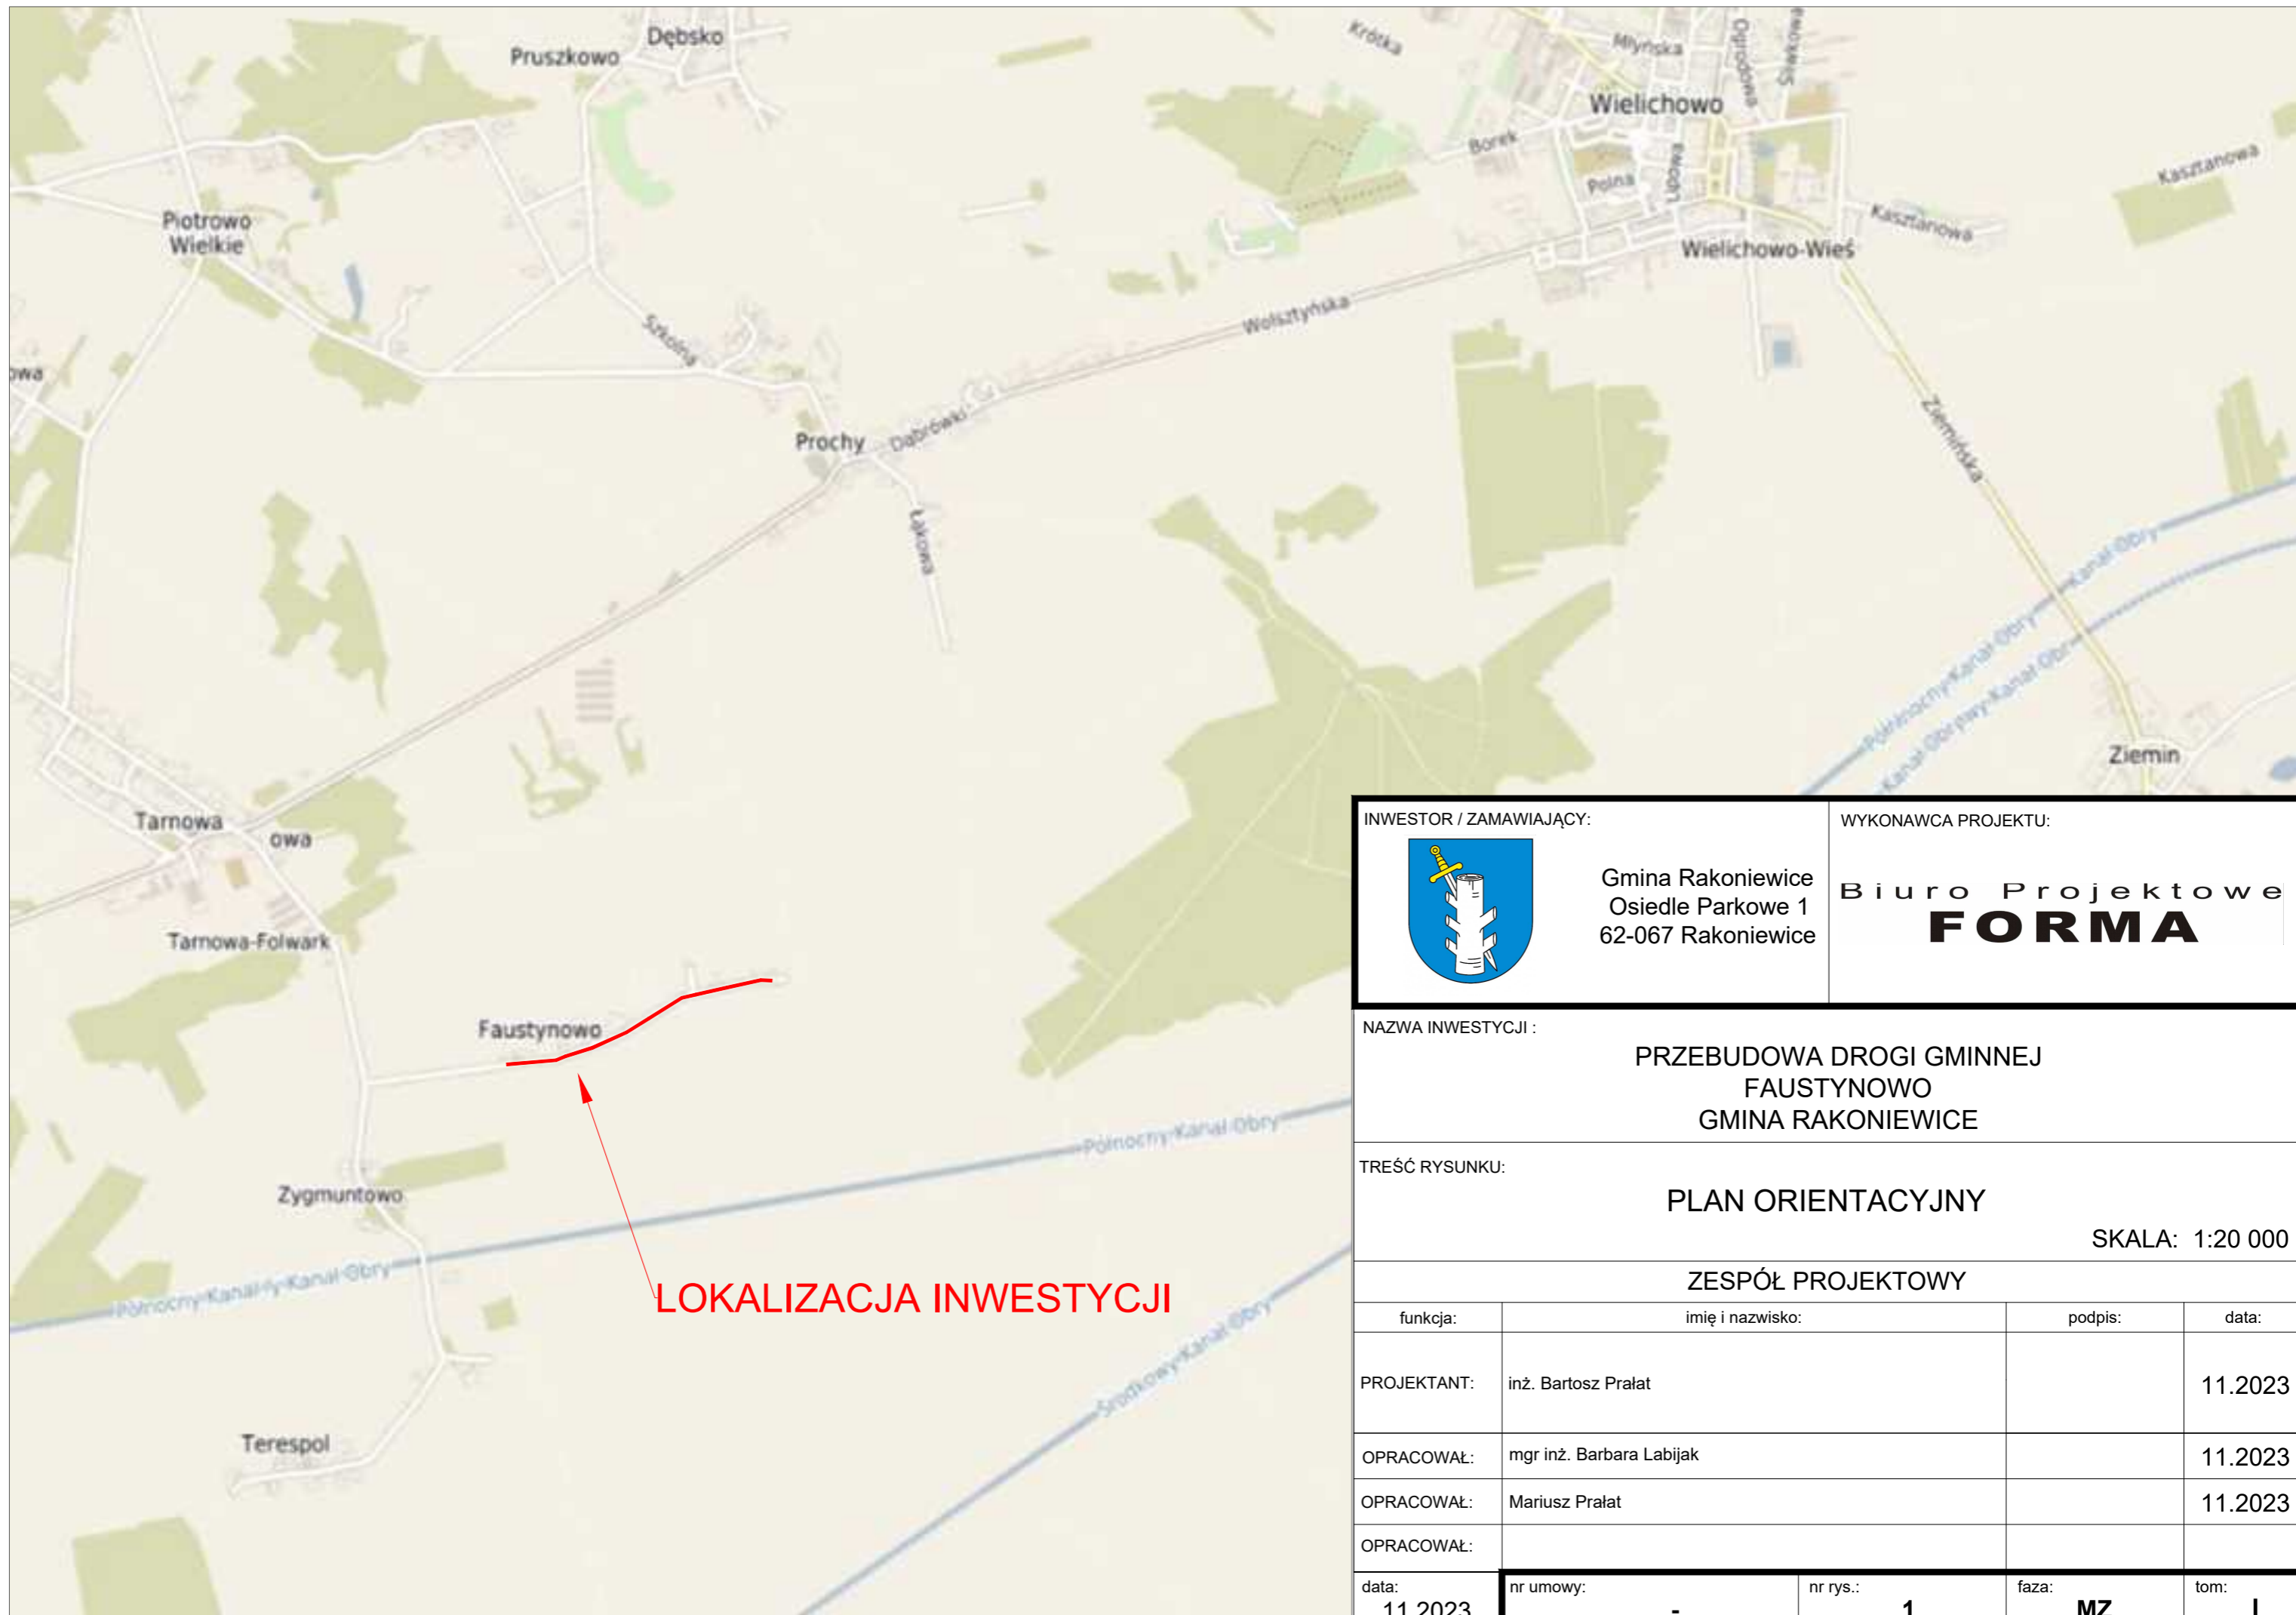 Dębsko
Pruszkowo
Krótka
Młyńska
Ogrodowa
Wielichowo
Borek
Polna
Lipowa
Kasztanowa
Kasztanowa
Wielichowo-Wieś
Piotrowo
Wielkie
Szkolna
Wolsztyńska
owa
Prochy
Dąbrówki
Łąkowa
Ziemińska
Północny-Kanał-Obry
Kanał-Obry
Ziemin
Tarnowa
owa
Tarnowa-Folwark
Faustynowo
Północny-Kanał-Obry
Zygmuntowo
LOKALIZACJA INWESTYCJI
Środkowy-Kanał-Obry
Terespol
INWESTOR / ZAMAWIAJĄCY:
Gmina Rakoniewice
Osiedle Parkowe 1
62-067 Rakoniewice
WYKONAWCA PROJEKTU:
Biuro Projektowe
FORMA
NAZWA INWESTYCJI :
PRZEBUDOWA DROGI GMINNEJ
FAUSTYNOWO
GMINA RAKONIEWICE
TREŚĆ RYSUNKU:
PLAN ORIENTACYJNY
SKALA: 1:20 000
ZESPÓŁ PROJEKTOWY
funkcja: imię i nazwisko: podpis: data:
PROJEKTANT: inż. Bartosz Prałat 11.2023
OPRACOWAŁ: mgr inż. Barbara Labijak 11.2023
OPRACOWAŁ: Mariusz Prałat 11.2023
OPRACOWAŁ:
data: nr umowy: nr rys.: faza: tom:
11.2023 - 1 MZ I